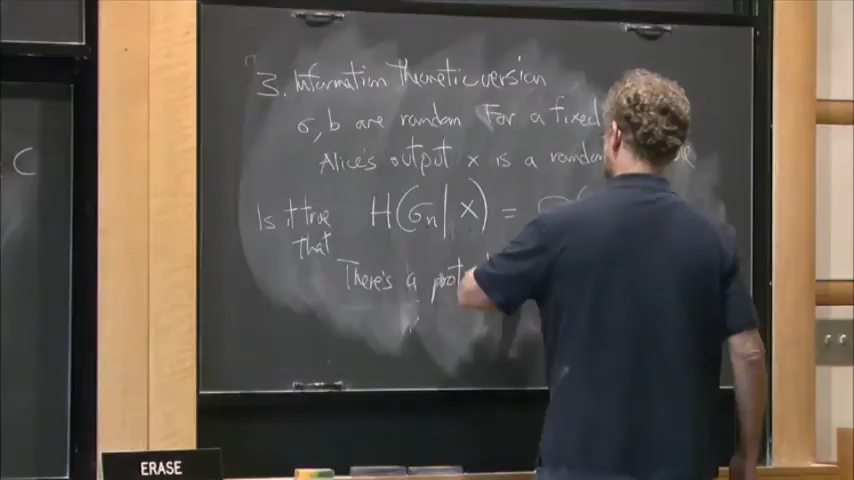 C
3. Information Theoretic version
σ, b are random For a fixed
Alice's output x is a random
Is it true that H(σₙ | X) =
There's a prot
ERASE